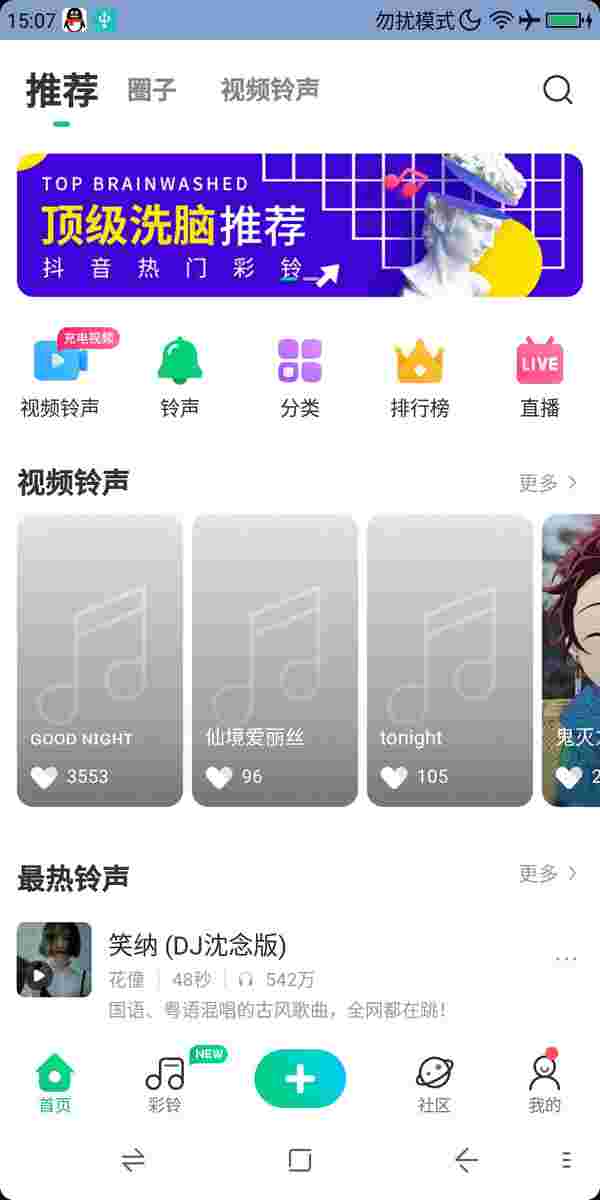 15:07 勿扰模式
推荐 圈子 视频铃声
TOP BRAINWASHED
顶级洗脑推荐
抖音热门彩铃
充电视频
LIVE
视频铃声 铃声 分类 排行榜 直播
视频铃声 更多
GOOD NIGHT 仙境爱丽丝 tonight 鬼灭
3553 96 105 2
最热铃声 更多
笑纳 (DJ沈念版)
花僮 48秒 542万
国语、粤语混唱的古风歌曲，全网都在跳！
NEW
首页 彩铃 社区 我的